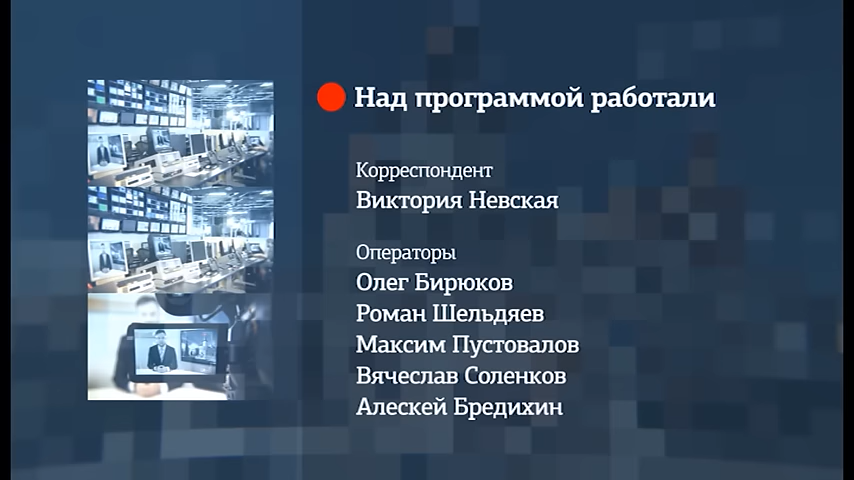 Над программой работали
Корреспондент
Виктория Невская
Операторы
Олег Бирюков
Роман Шельдяев
Максим Пустовалов
Вячеслав Соленков
Алескей Бредихин